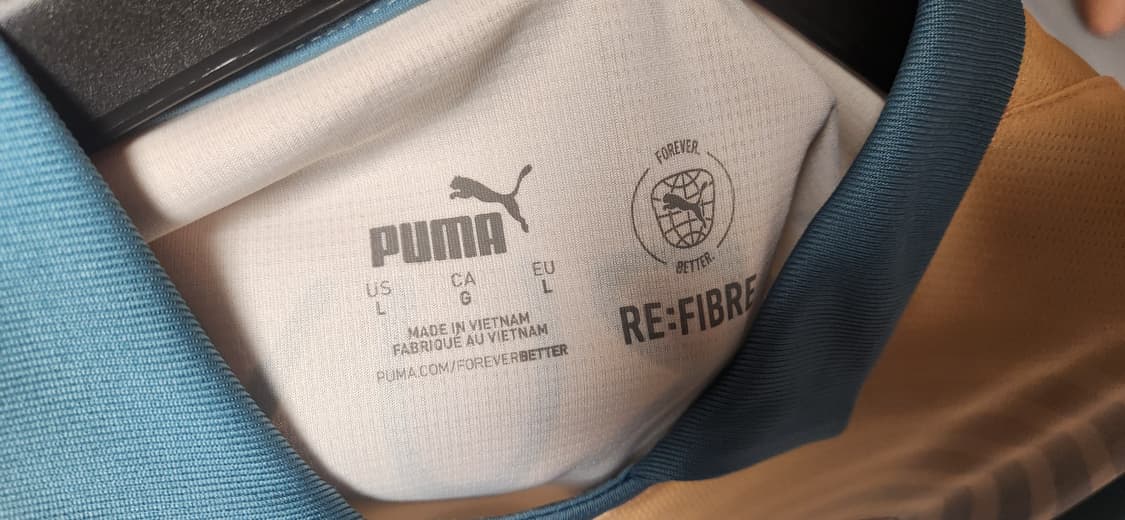 PUMA
US CA EU
L G L
MADE IN VIETNAM
FABRIQUÉ AU VIETNAM
PUMA.COM/FOREVERBETTER
FOREVER.
BETTER.
RE:FIBRE